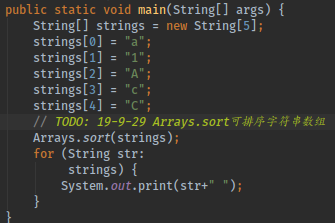 public static void main(String[] args) {
String[] strings = new String[5];
strings[0] = "a";
strings[1] = "1";
strings[2] = "A";
strings[3] = "c";
strings[4] = "C";
// TODO: 19-9-29 Arrays.sort可排序字符串数组
Arrays.sort(strings);
for (String str:
strings) {
System.out.print(str+" ");
}
}